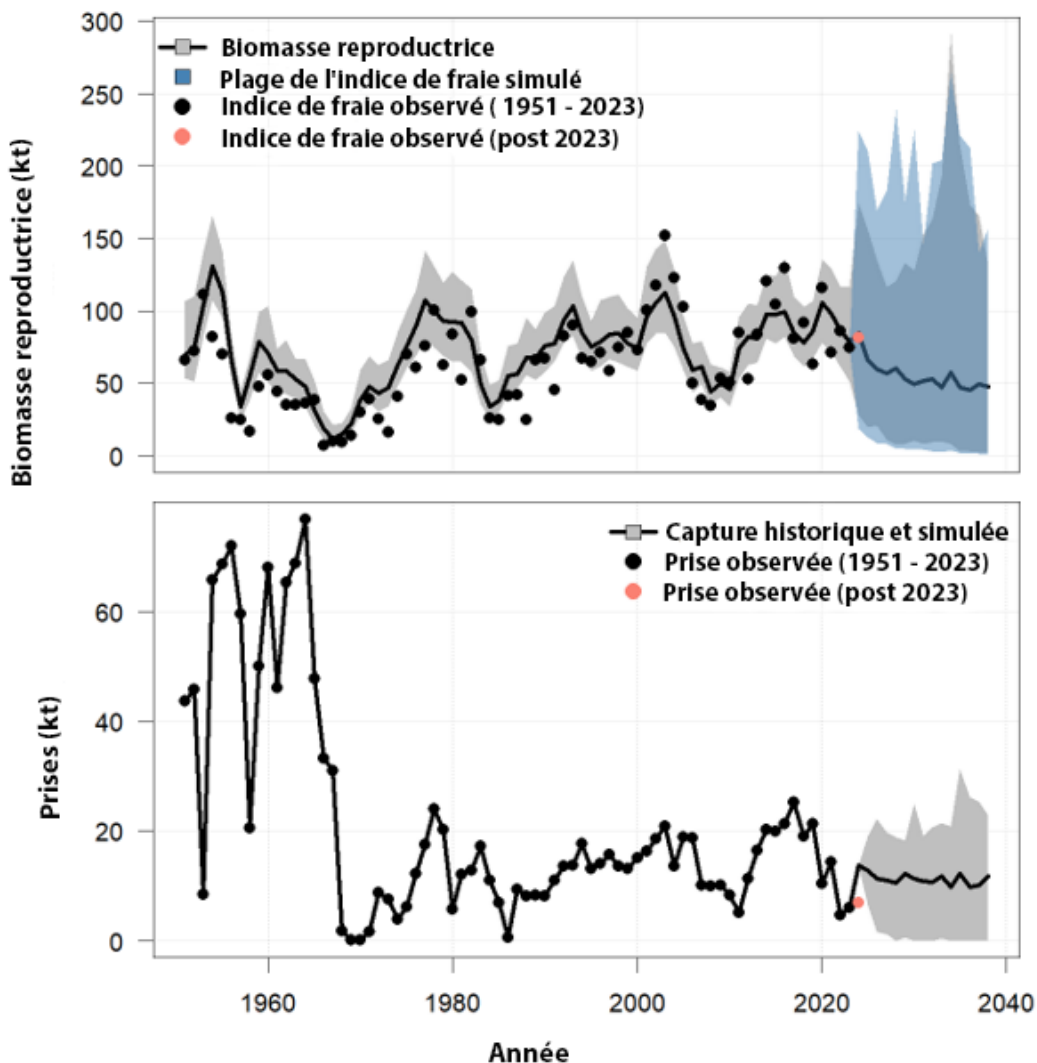 300
250
200
150
100
50
0
Biomasse reproductrice (kt)
Biomasse reproductrice
Plage de l'indice de fraie simulé
Indice de fraie observé ( 1951 - 2023)
Indice de fraie observé (post 2023)
60
40
20
0
Prises (kt)
Capture historique et simulée
Prise observée (1951 - 2023)
Prise observée (post 2023)
1960 1980 2000 2020 2040
Année